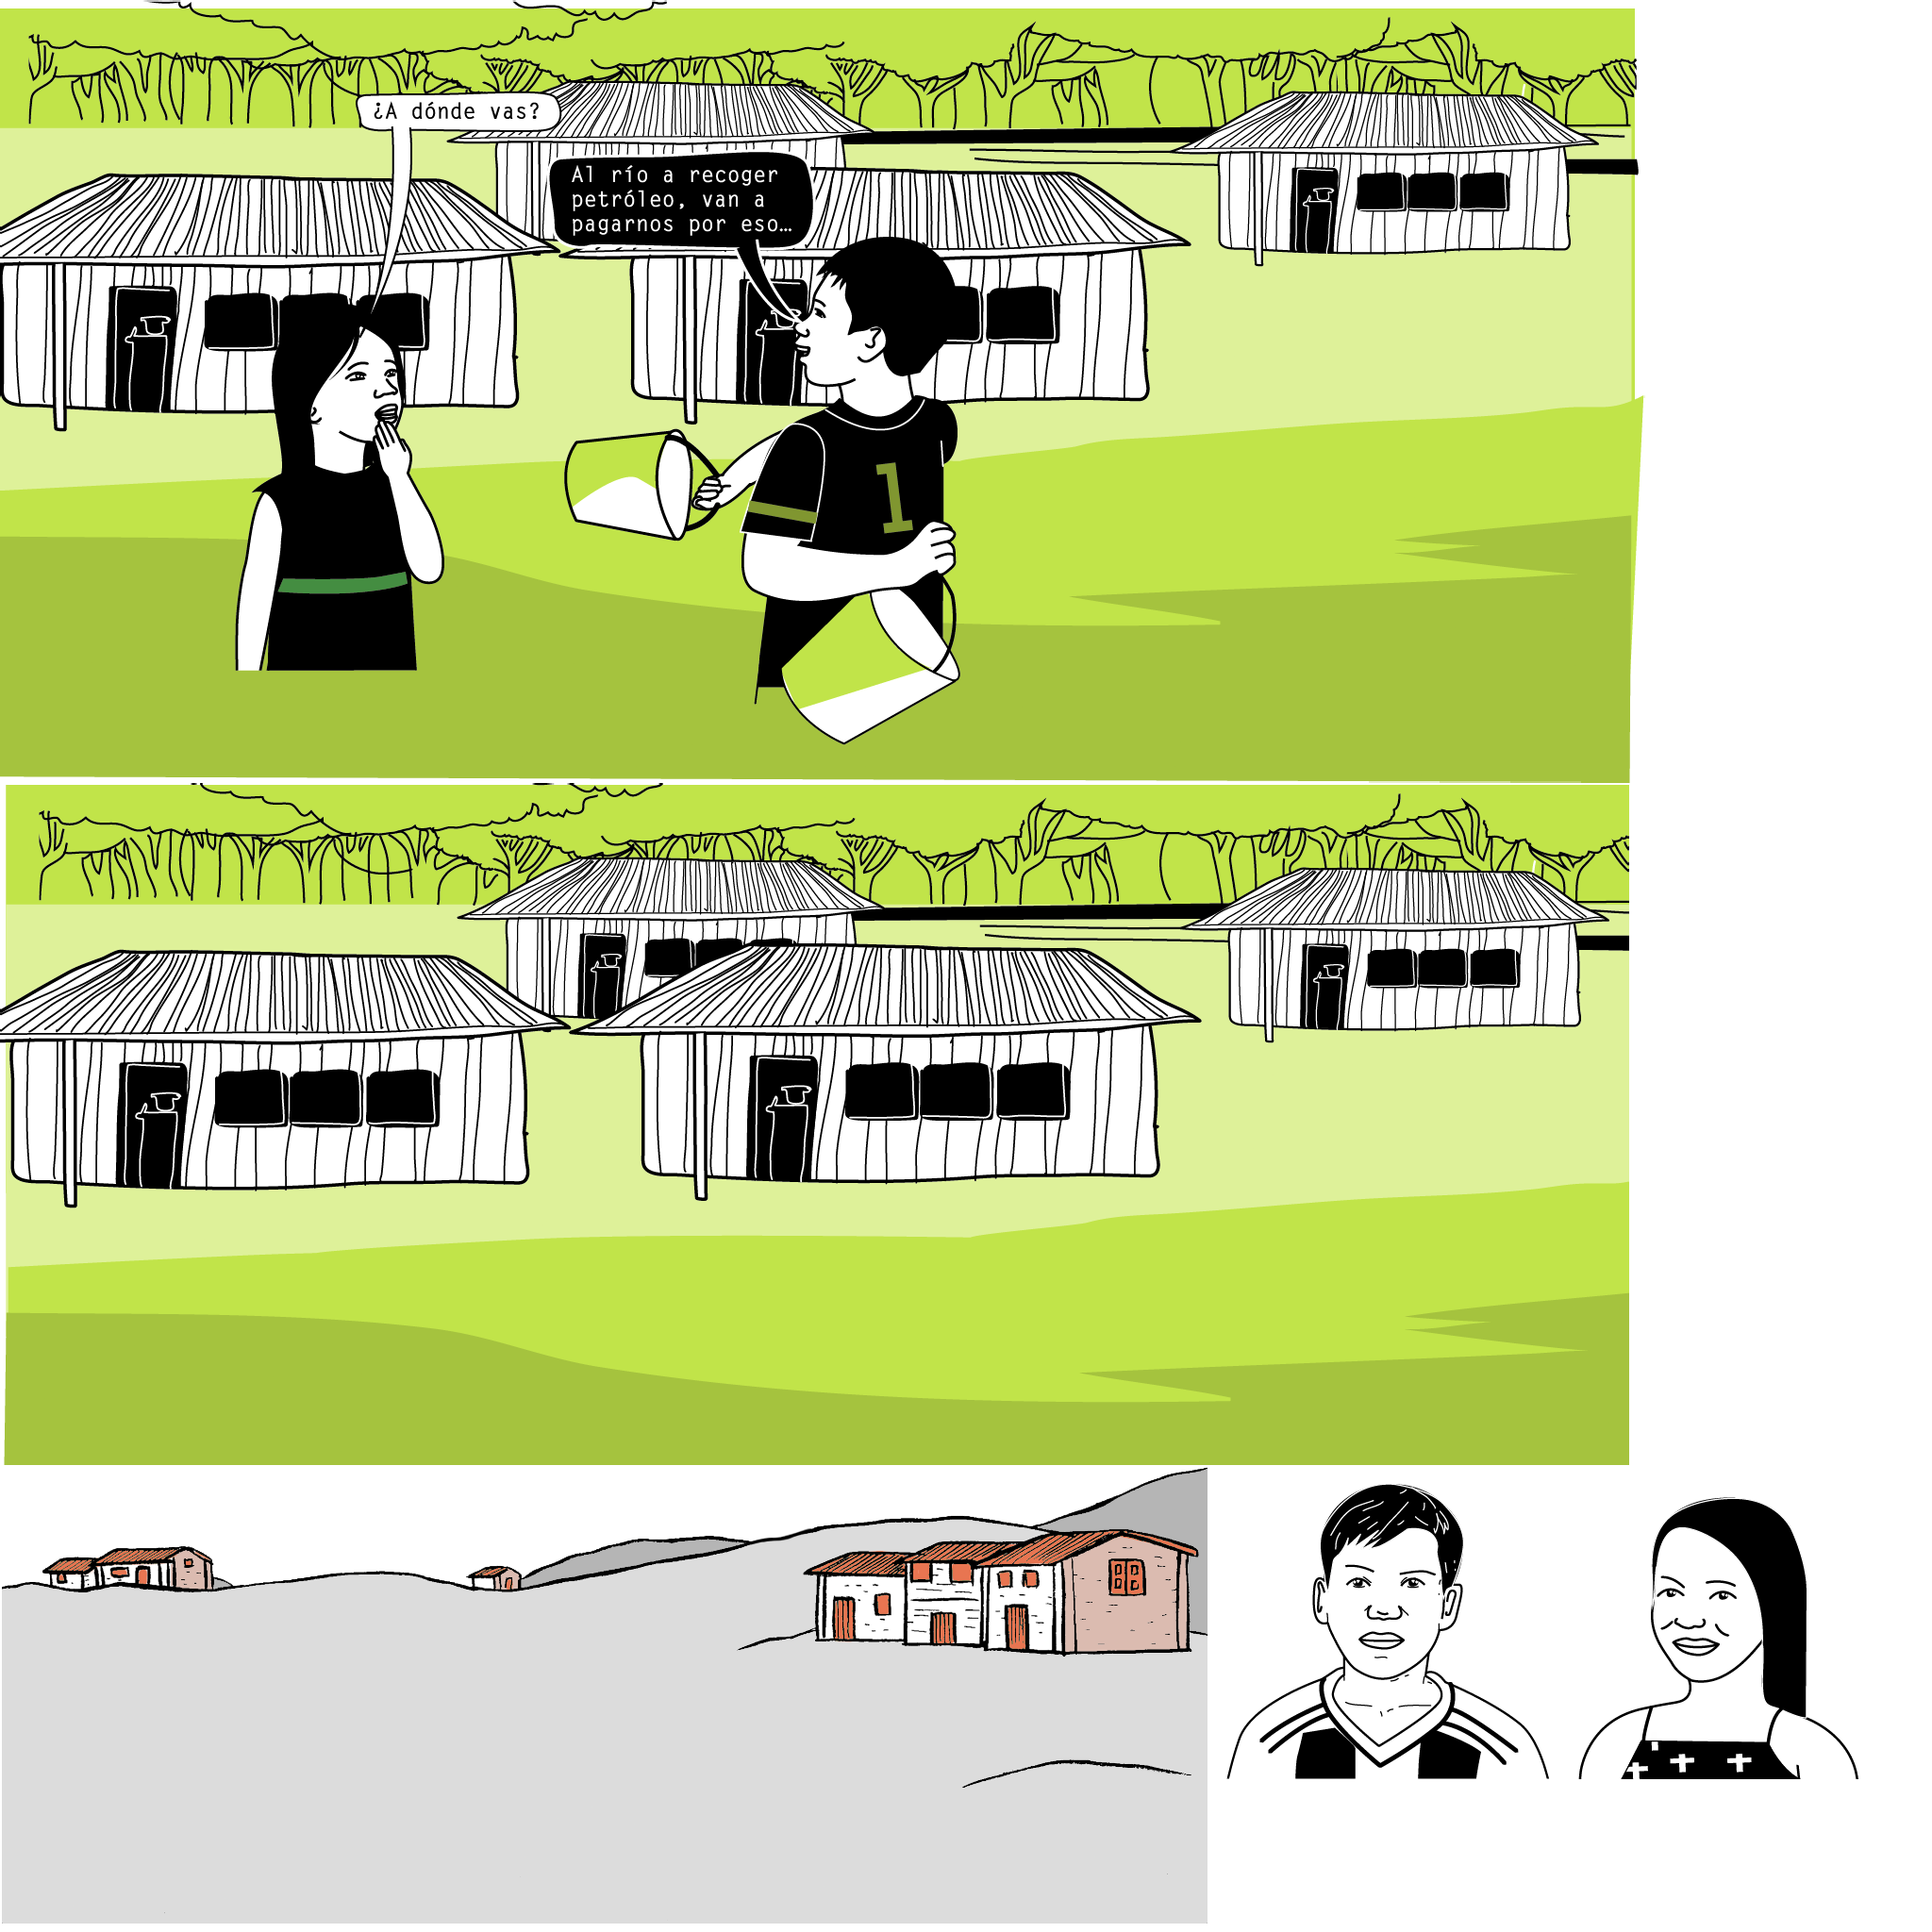 ¿A dónde vas?
Al río a recoger
petróleo, van a
pagarnos por eso…
1